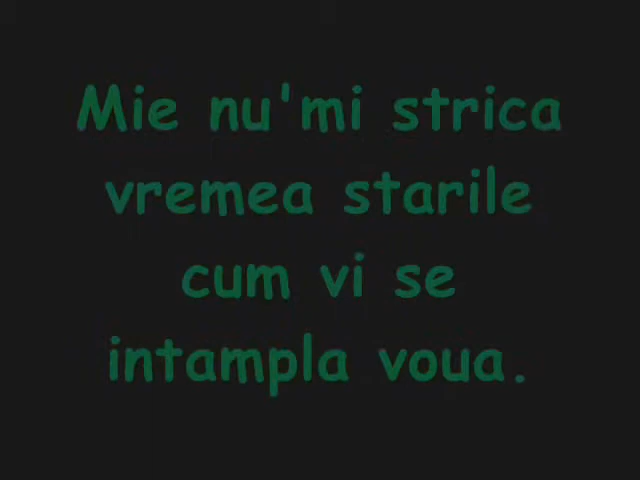 Mie nu'mi strica
vremea starile
cum vi se
intampla voua.